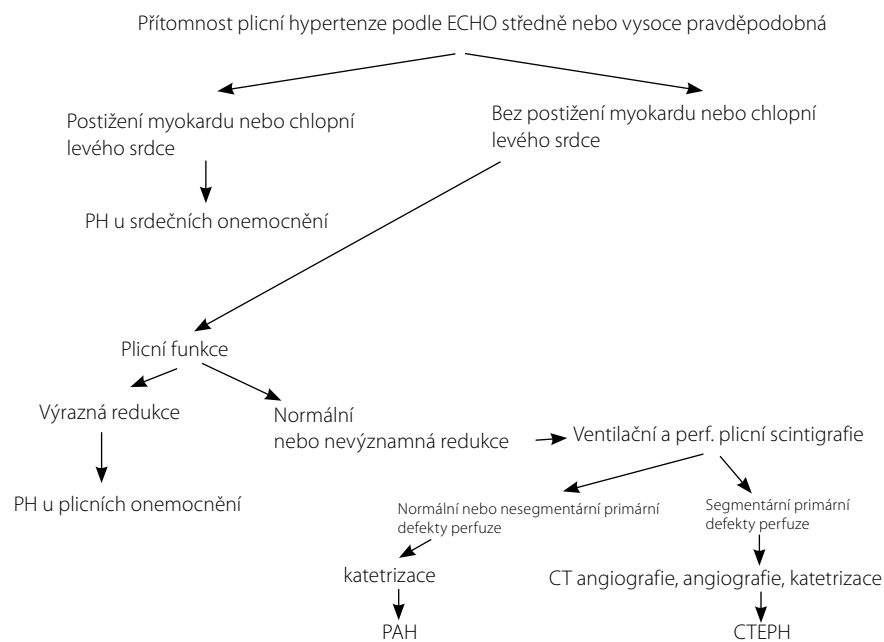 Přítomnost plicní hypertenze podle ECHO středně nebo vysoce pravděpodobná
Postižení myokardu nebo chlopní
levého srdce
Bez postižení myokardu nebo chlopní
levého srdce
PH u srdečních onemocnění
Plicní funkce
Výrazná redukce
Normální
nebo nevýznamná redukce
Ventilační a perf. plicní scintigrafie
PH u plicních onemocnění
Normální nebo nesegmentární primární
defekty perfuze
Segmentární primární
defekty perfuze
katetrizace
CT angiografie, angiografie, katetrizace
PAH
CTEPH